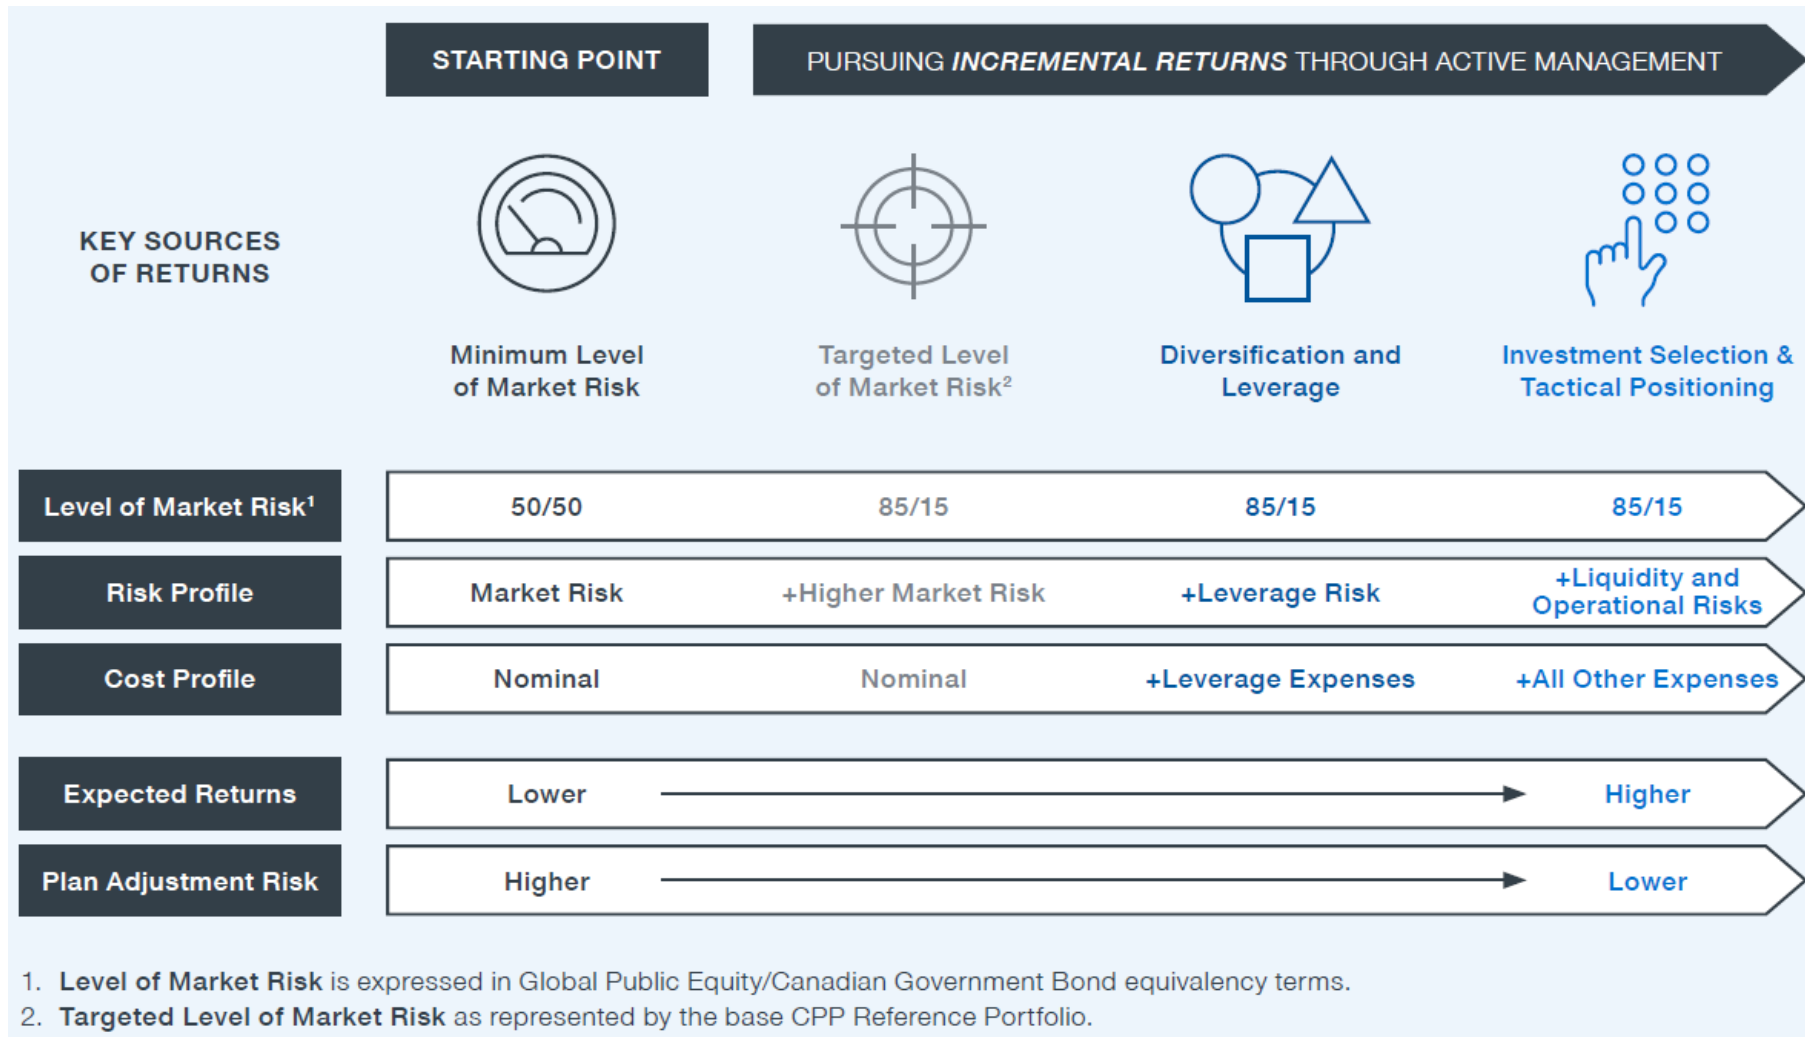 STARTING POINT
PURSUING INCREMENTAL RETURNS THROUGH ACTIVE MANAGEMENT
KEY SOURCES
OF RETURNS
Minimum Level
of Market Risk
Targeted Level
of Market Risk²
Diversification and
Leverage
Investment Selection &
Tactical Positioning
Level of Market Risk¹
50/50
85/15
85/15
85/15
Risk Profile
Market Risk
+Higher Market Risk
+Leverage Risk
+Liquidity and
Operational Risks
Cost Profile
Nominal
Nominal
+Leverage Expenses
+All Other Expenses
Expected Returns
Lower
Higher
Plan Adjustment Risk
Higher
Lower
1. Level of Market Risk is expressed in Global Public Equity/Canadian Government Bond equivalency terms.
2. Targeted Level of Market Risk as represented by the base CPP Reference Portfolio.